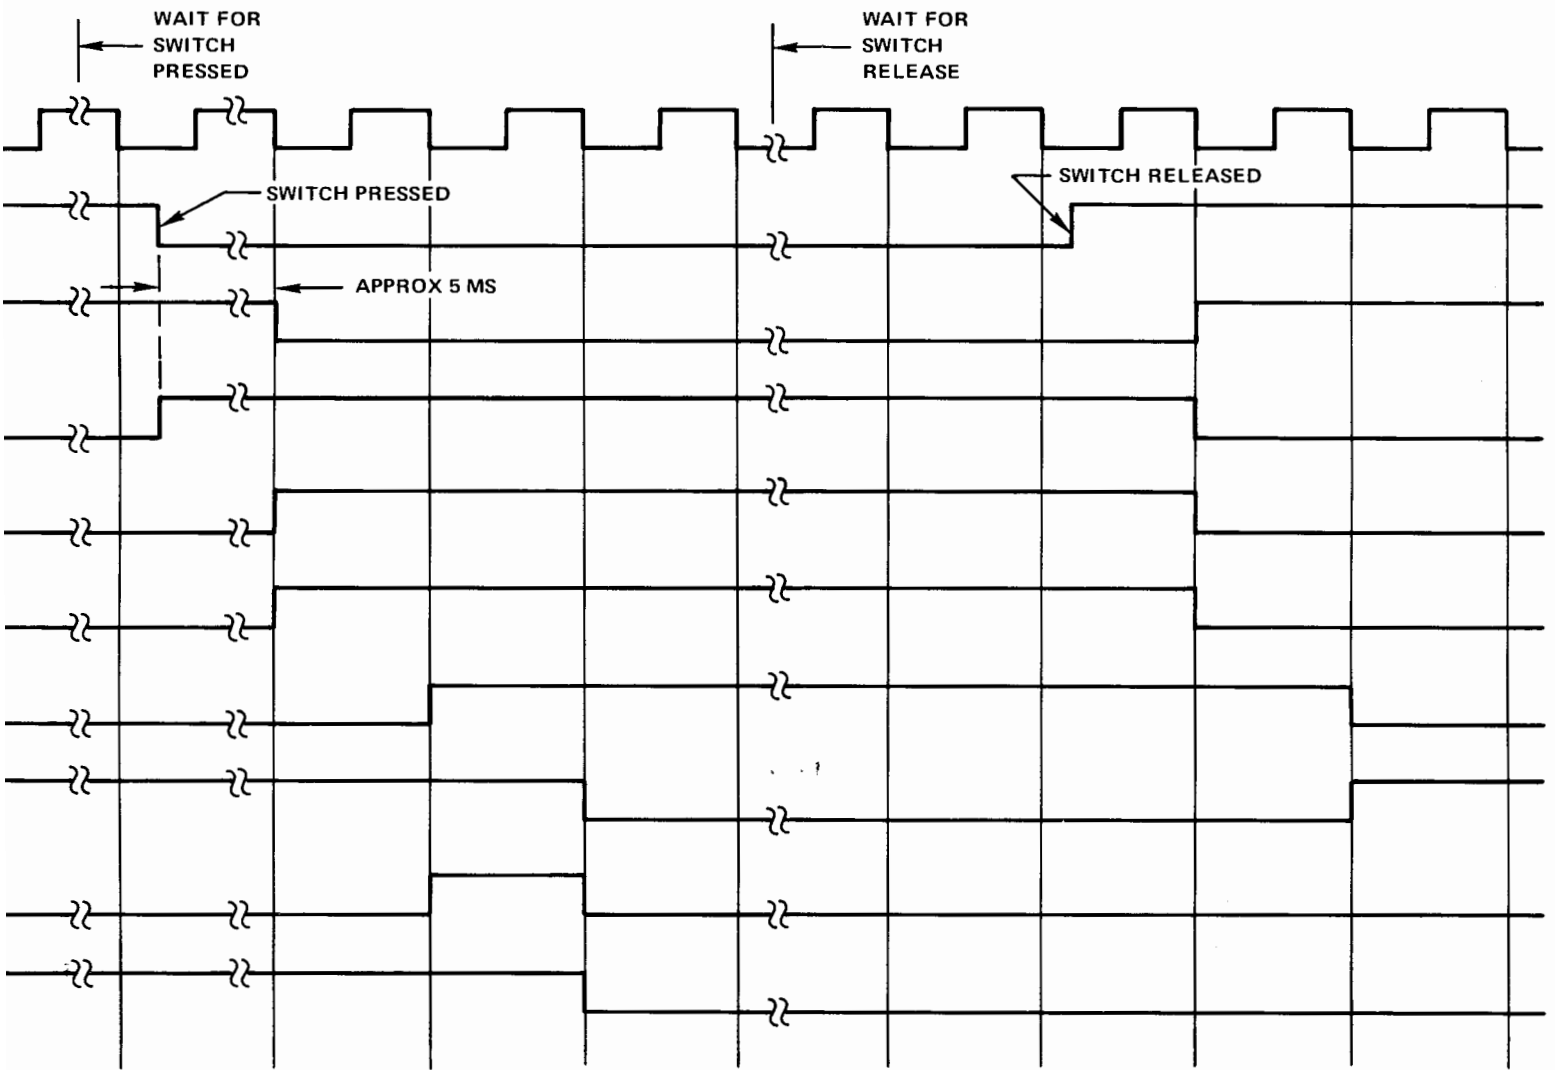 WAIT FOR
SWITCH
PRESSED
WAIT FOR
SWITCH
RELEASE
SWITCH PRESSED
SWITCH RELEASED
APPROX 5 MS